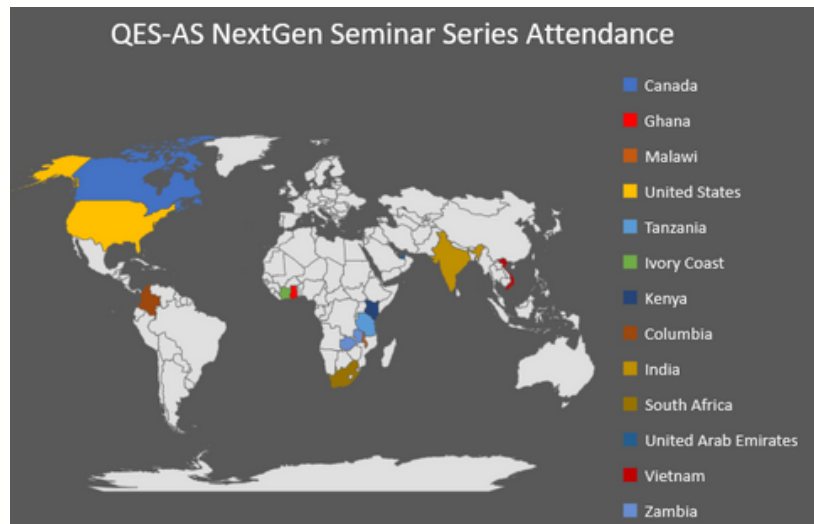 QES-AS NextGen Seminar Series Attendance
Canada
Ghana
Malawi
United States
Tanzania
Ivory Coast
Kenya
Columbia
India
South Africa
United Arab Emirates
Vietnam
Zambia